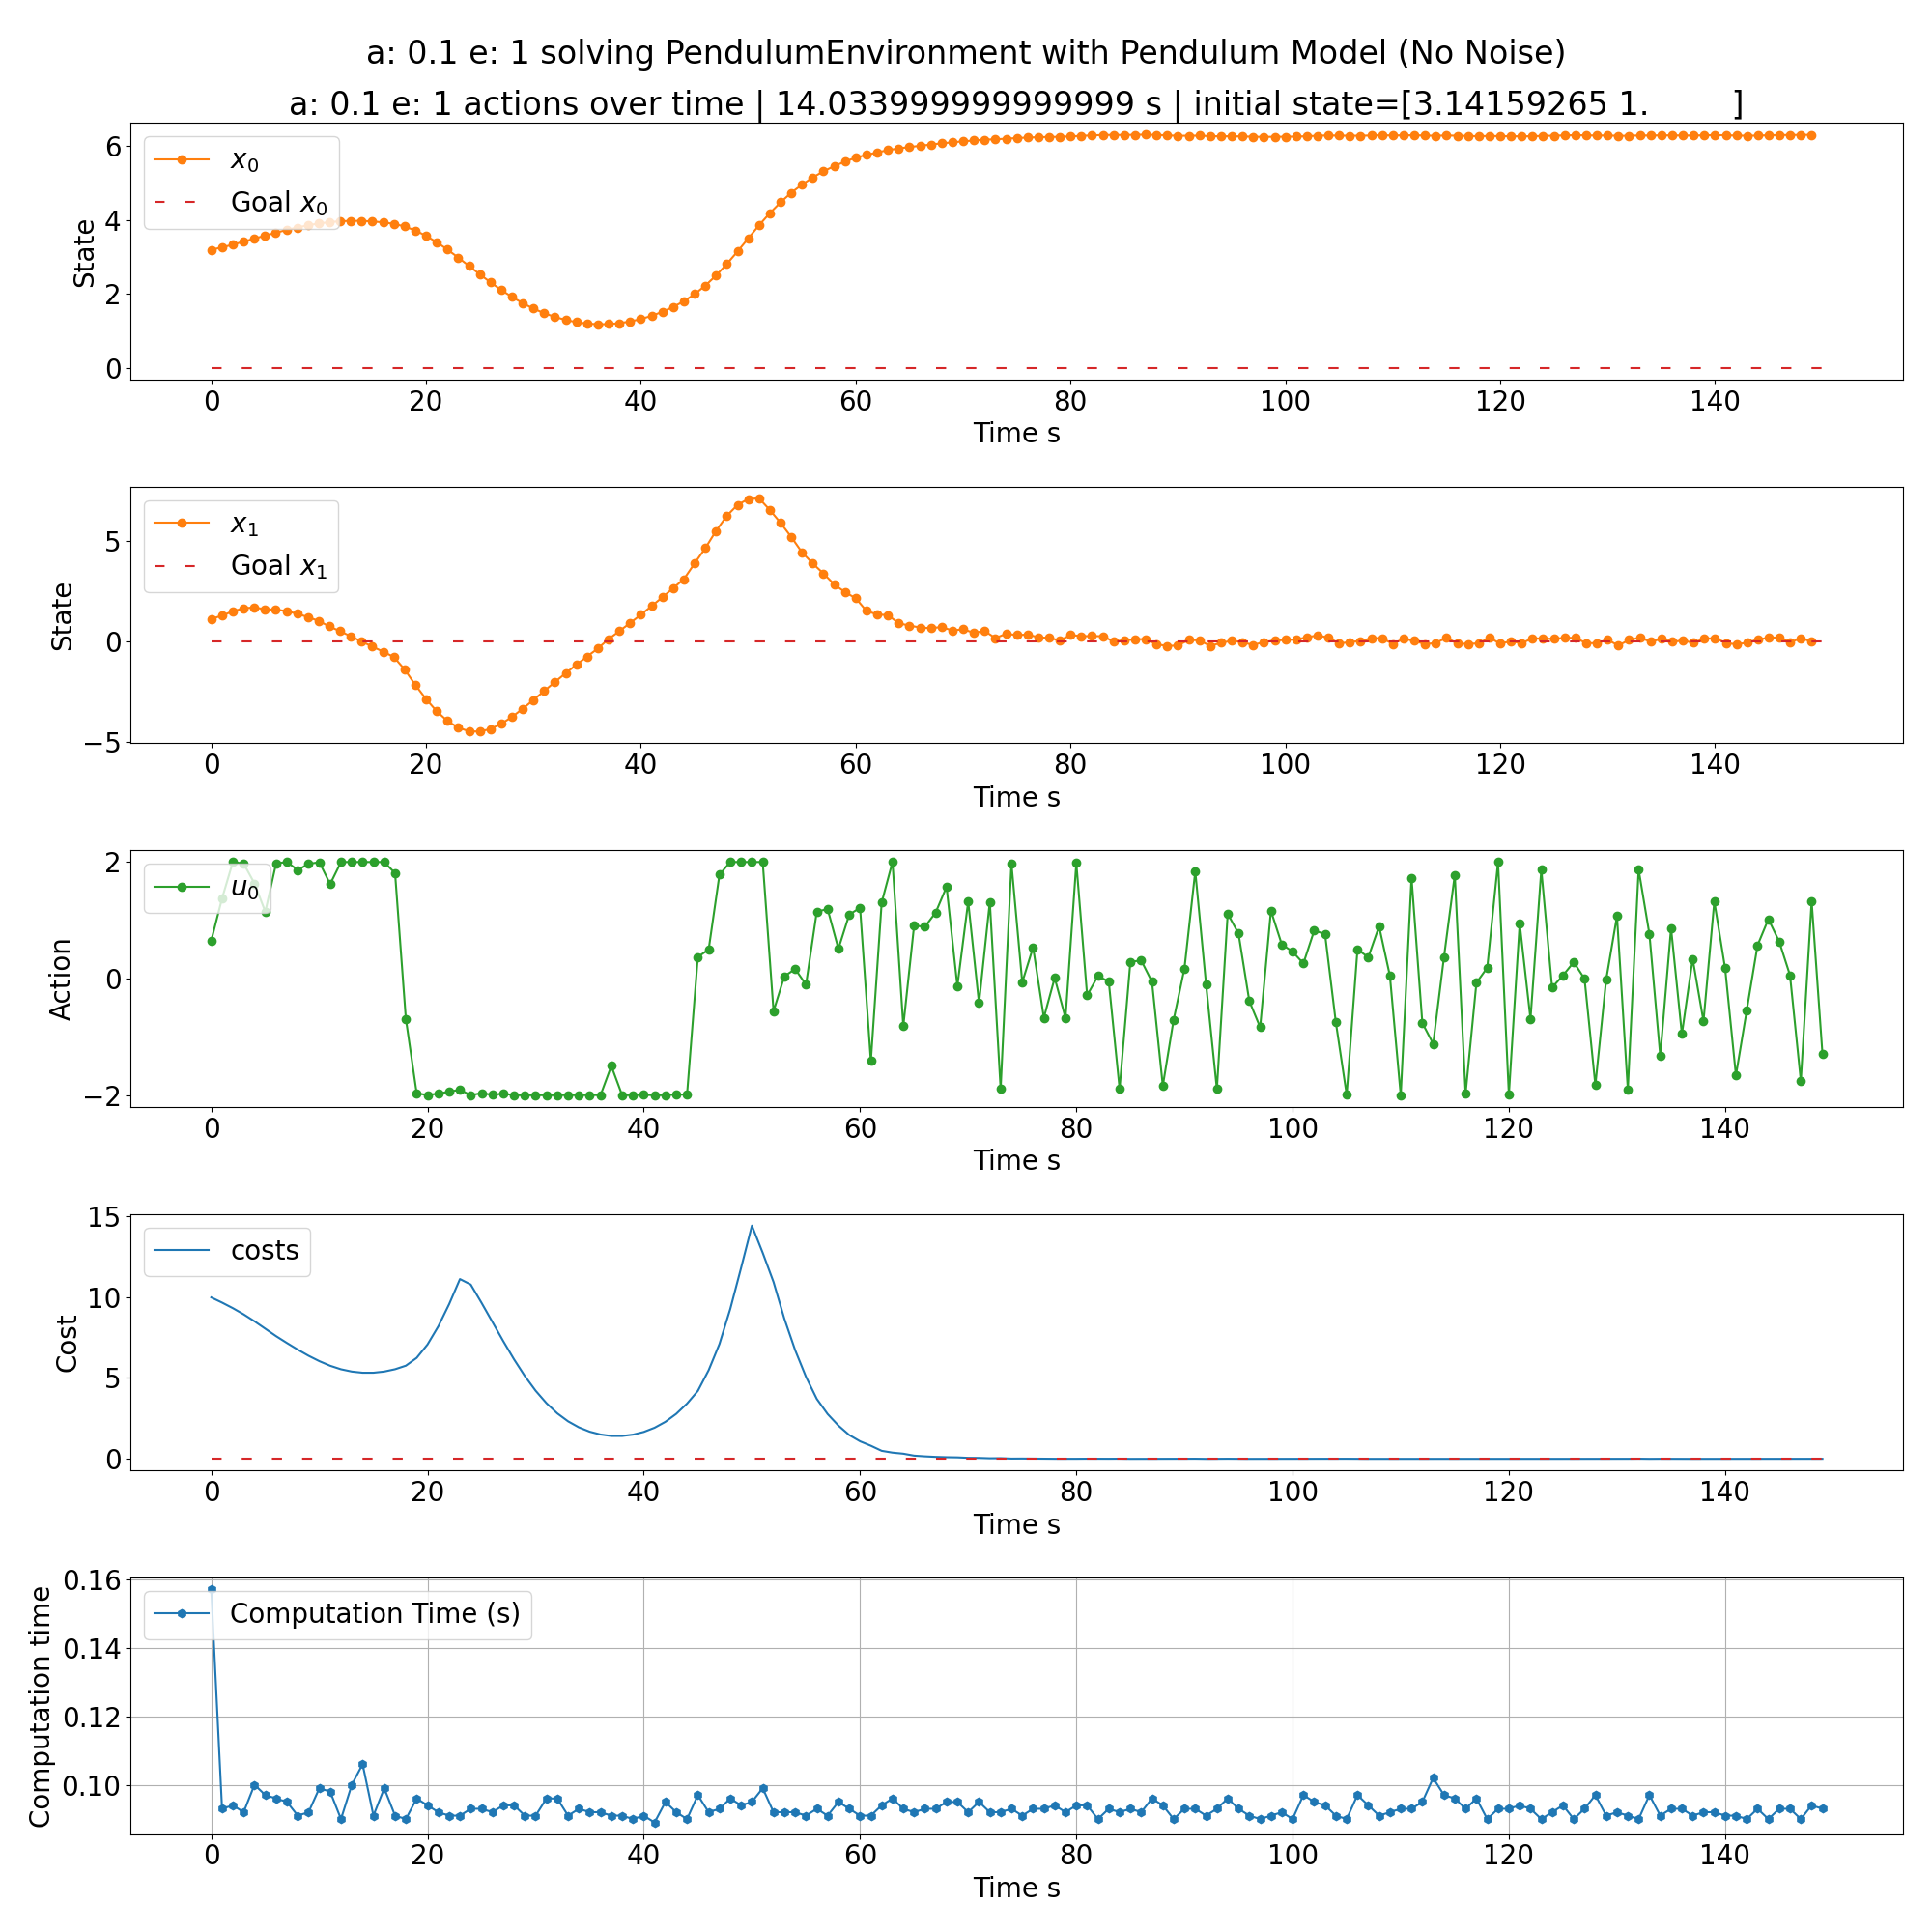 a: 0.1 e: 1 solving PendulumEnvironment with Pendulum Model (No Noise)
a: 0.1 e: 1 actions over time | 14.033999999999999 s | initial state=[3.14159265 1.        ]
x_0
Goal x_0
State
6
4
2
0
0 20 40 60 80 100 120 140
Time s
x_1
Goal x_1
State
5
0
−5
0 20 40 60 80 100 120 140
Time s
u_0
Action
2
0
−2
0 20 40 60 80 100 120 140
Time s
costs
Cost
15
10
5
0
0 20 40 60 80 100 120 140
Time s
Computation Time (s)
Computation time
0.16
0.14
0.12
0.10
0 20 40 60 80 100 120 140
Time s